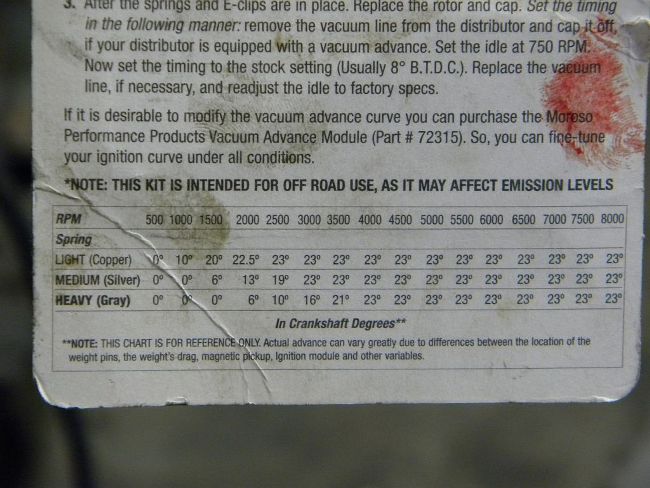 3. After the springs and E-clips are in place. Replace the rotor and cap. Set the timing
in the following manner: remove the vacuum line from the distributor and cap it off,
if your distributor is equipped with a vacuum advance. Set the idle at 750 RPM.
Now set the timing to the stock setting (Usually 8° B.T.D.C.). Replace the vacuum
line, if necessary, and readjust the idle to factory specs.
If it is desirable to modify the vacuum advance curve you can purchase the Moroso
Performance Products Vacuum Advance Module (Part # 72315). So, you can fine-tune
your ignition curve under all conditions.
*NOTE: THIS KIT IS INTENDED FOR OFF ROAD USE, AS IT MAY AFFECT EMISSION LEVELS
RPM 500 1000 1500 2000 2500 3000 3500 4000 4500 5000 5500 6000 6500 7000 7500 8000
Spring
LIGHT (Copper) 0° 10° 20° 22.5° 23° 23° 23° 23° 23° 23° 23° 23° 23° 23° 23° 23°
MEDIUM (Silver) 0° 0° 6° 13° 19° 23° 23° 23° 23° 23° 23° 23° 23° 23° 23° 23°
HEAVY (Gray) 0° 0° 0° 6° 10° 16° 21° 23° 23° 23° 23° 23° 23° 23° 23° 23°
In Crankshaft Degrees**
**NOTE: THIS CHART IS FOR REFERENCE ONLY. Actual advance can vary greatly due to differences between the location of the
weight pins, the weight's drag, magnetic pickup, Ignition module and other variables.